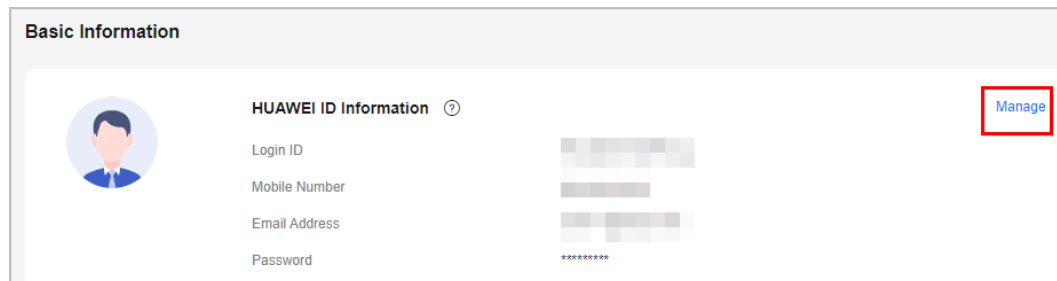 Basic Information
HUAWEI ID Information ?
Manage
Login ID
Mobile Number
Email Address
Password *********